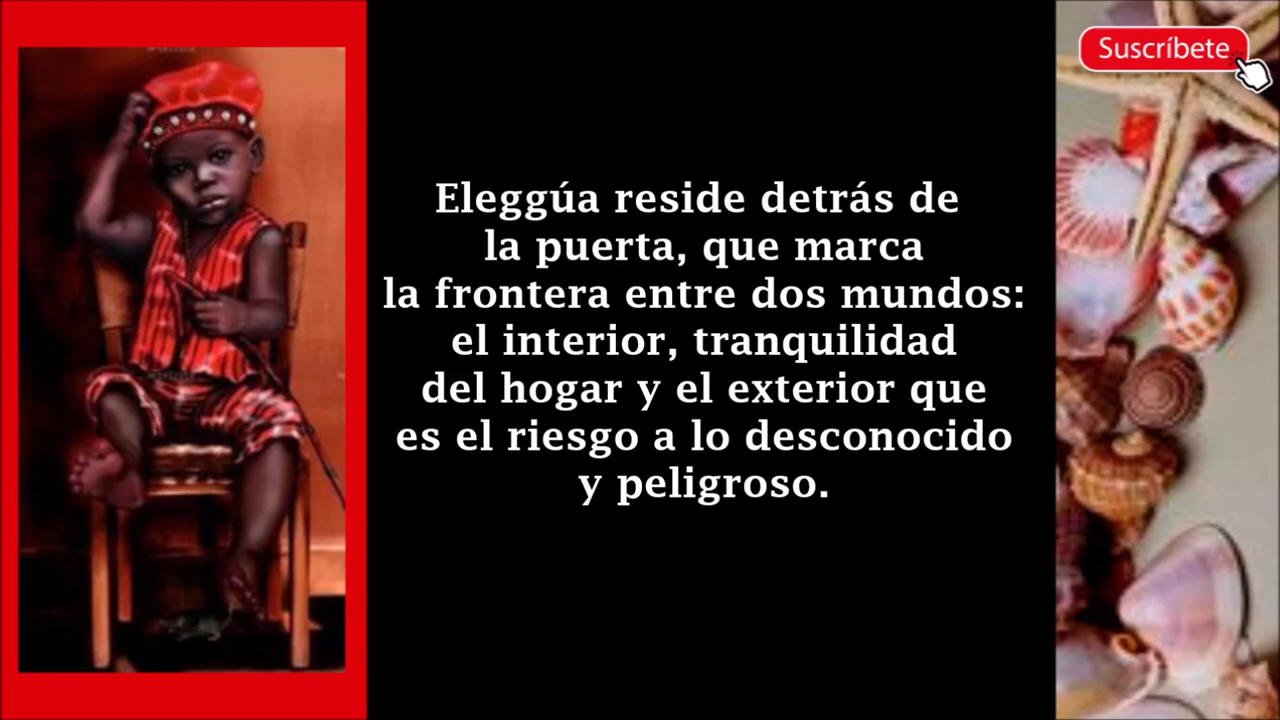 Suscríbete
Eleggúa reside detrás de
la puerta, que marca
la frontera entre dos mundos:
el interior, tranquilidad
del hogar y el exterior que
es el riesgo a lo desconocido
y peligroso.